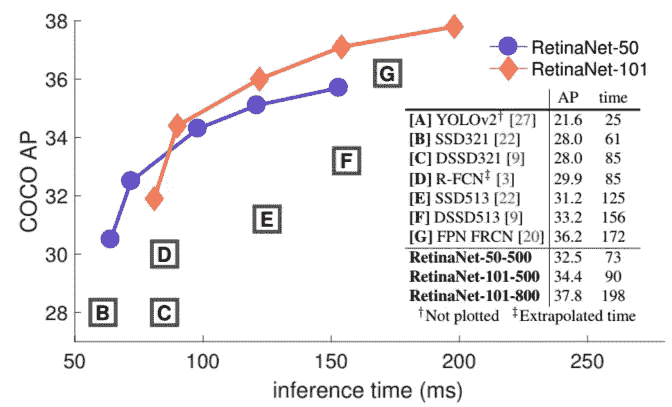 38
36
34
32
30
28
COCO AP
50
100
150
200
250
inference time (ms)
B
C
D
E
F
G
RetinaNet-50
RetinaNet-101
AP time
[A] YOLOv2† [27] 21.6 25
[B] SSD321 [22] 28.0 61
[C] DSSD321 [9] 28.0 85
[D] R-FCN‡ [3] 29.9 85
[E] SSD513 [22] 31.2 125
[F] DSSD513 [9] 33.2 156
[G] FPN FRCN [20] 36.2 172
RetinaNet-50-500 32.5 73
RetinaNet-101-500 34.4 90
RetinaNet-101-800 37.8 198
†Not plotted ‡Extrapolated time